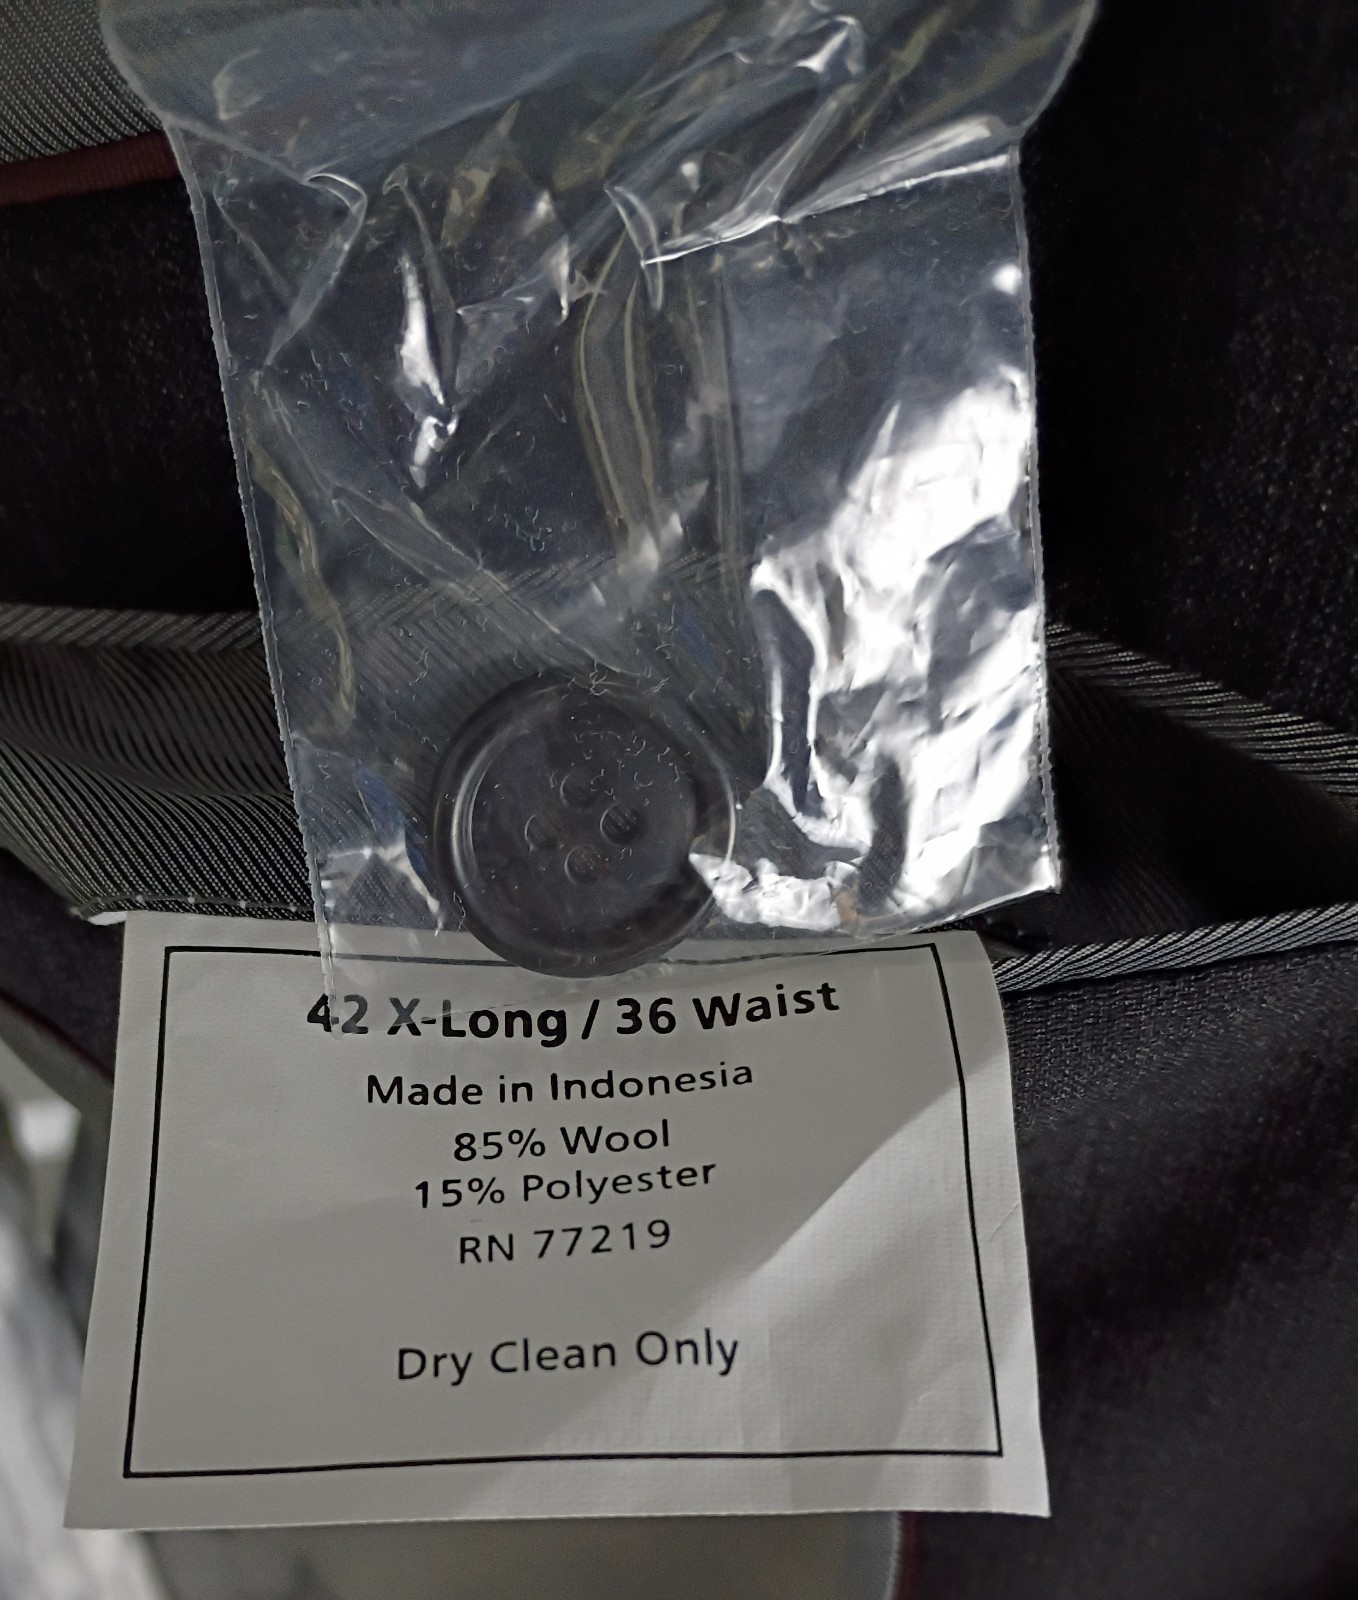 42 X-Long / 36 Waist
Made in Indonesia
85% Wool
15% Polyester
RN 77219
Dry Clean Only